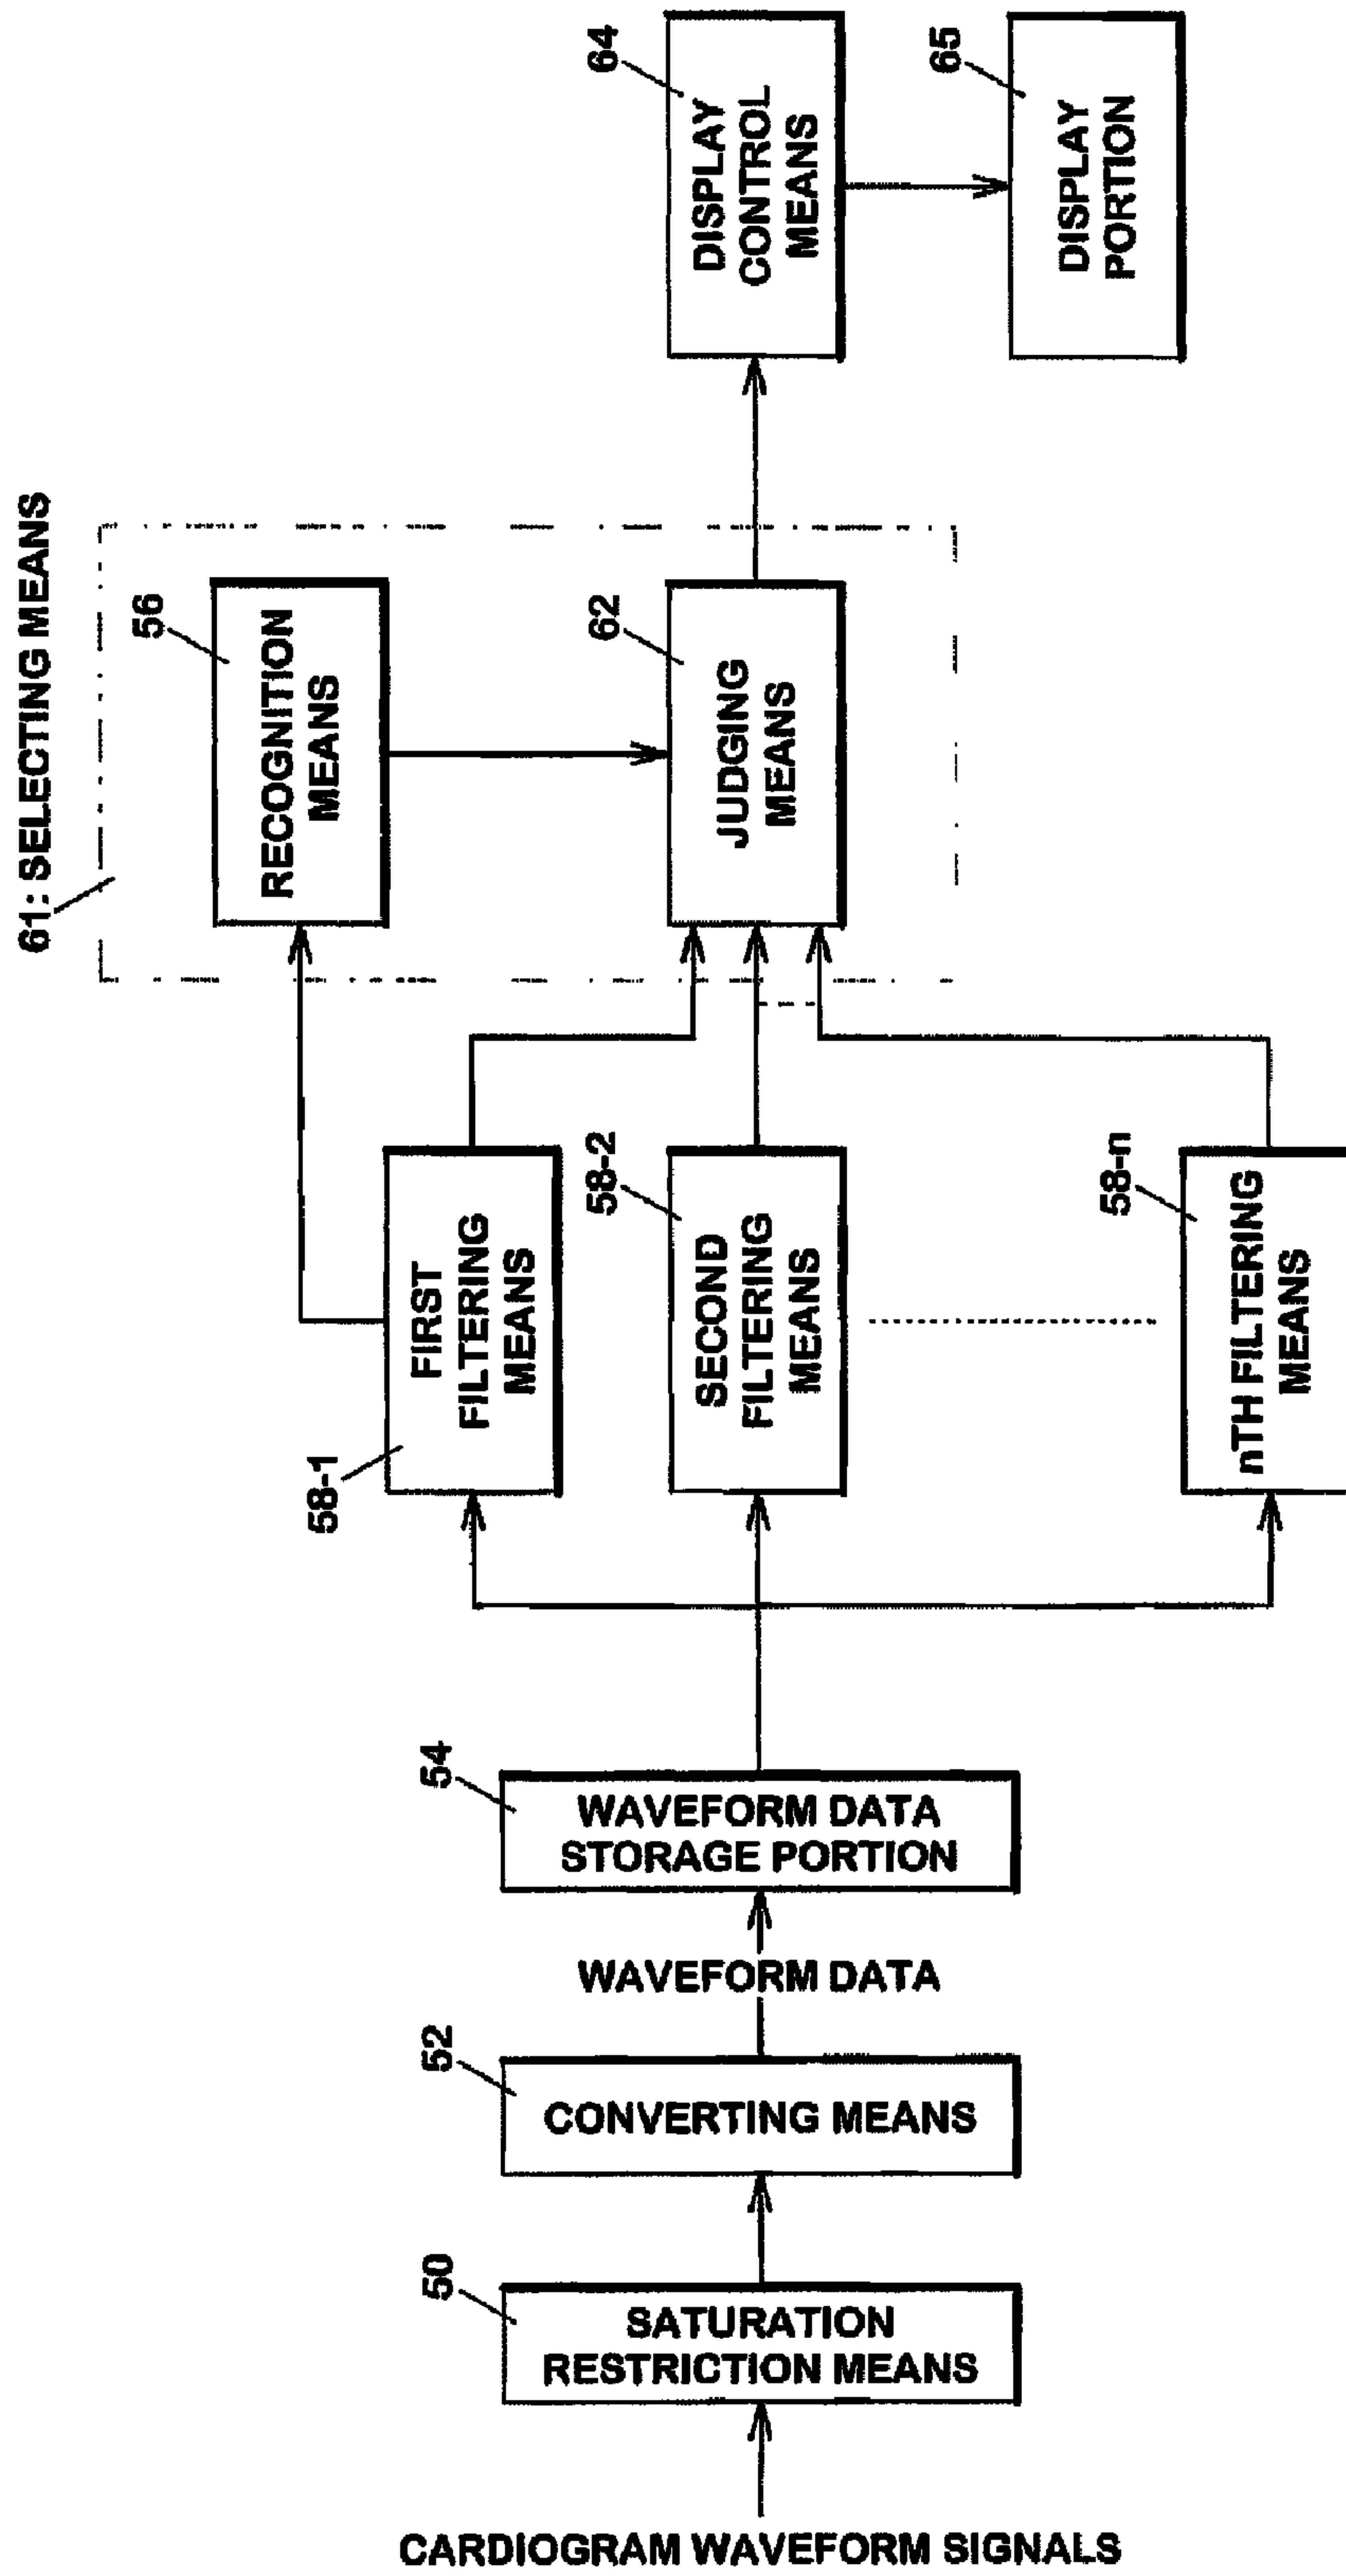 CARDIOGRAM WAVEFORM SIGNALS
50
SATURATION
RESTRICTION MEANS
52
CONVERTING MEANS
WAVEFORM DATA
54
WAVEFORM DATA
STORAGE PORTION
58-1
FIRST
FILTERING
MEANS
58-2
SECOND
FILTERING
MEANS
58-n
nTH FILTERING
MEANS
61: SELECTING MEANS
56
RECOGNITION
MEANS
62
JUDGING
MEANS
64
DISPLAY
CONTROL
MEANS
65
DISPLAY
PORTION